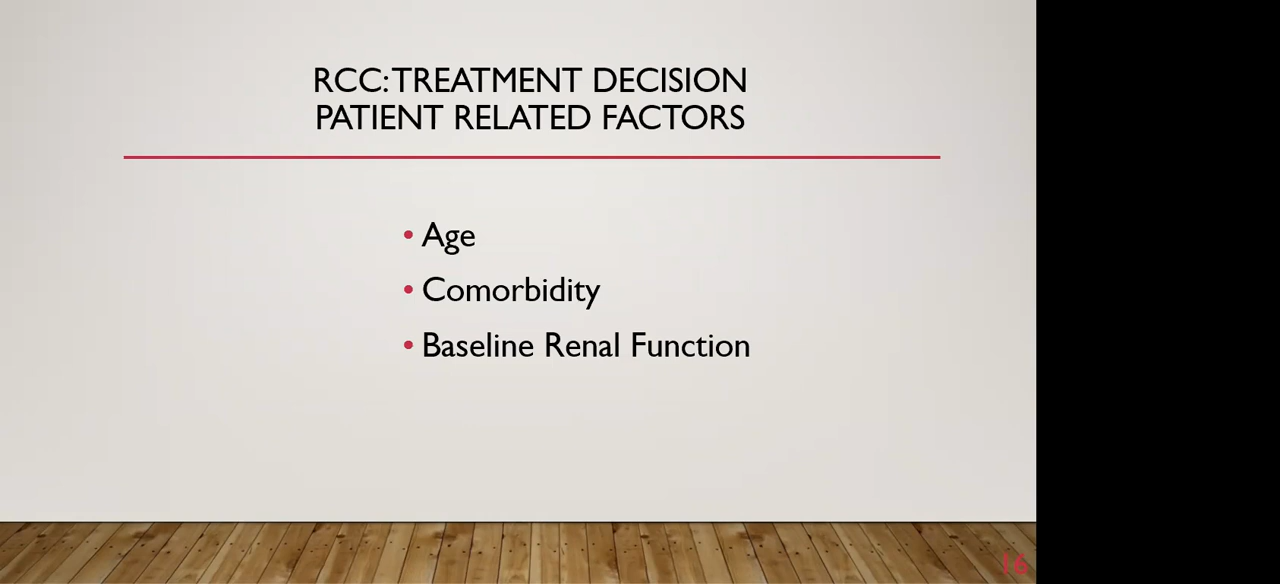 RCC: TREATMENT DECISION
PATIENT RELATED FACTORS
• Age
• Comorbidity
• Baseline Renal Function
16